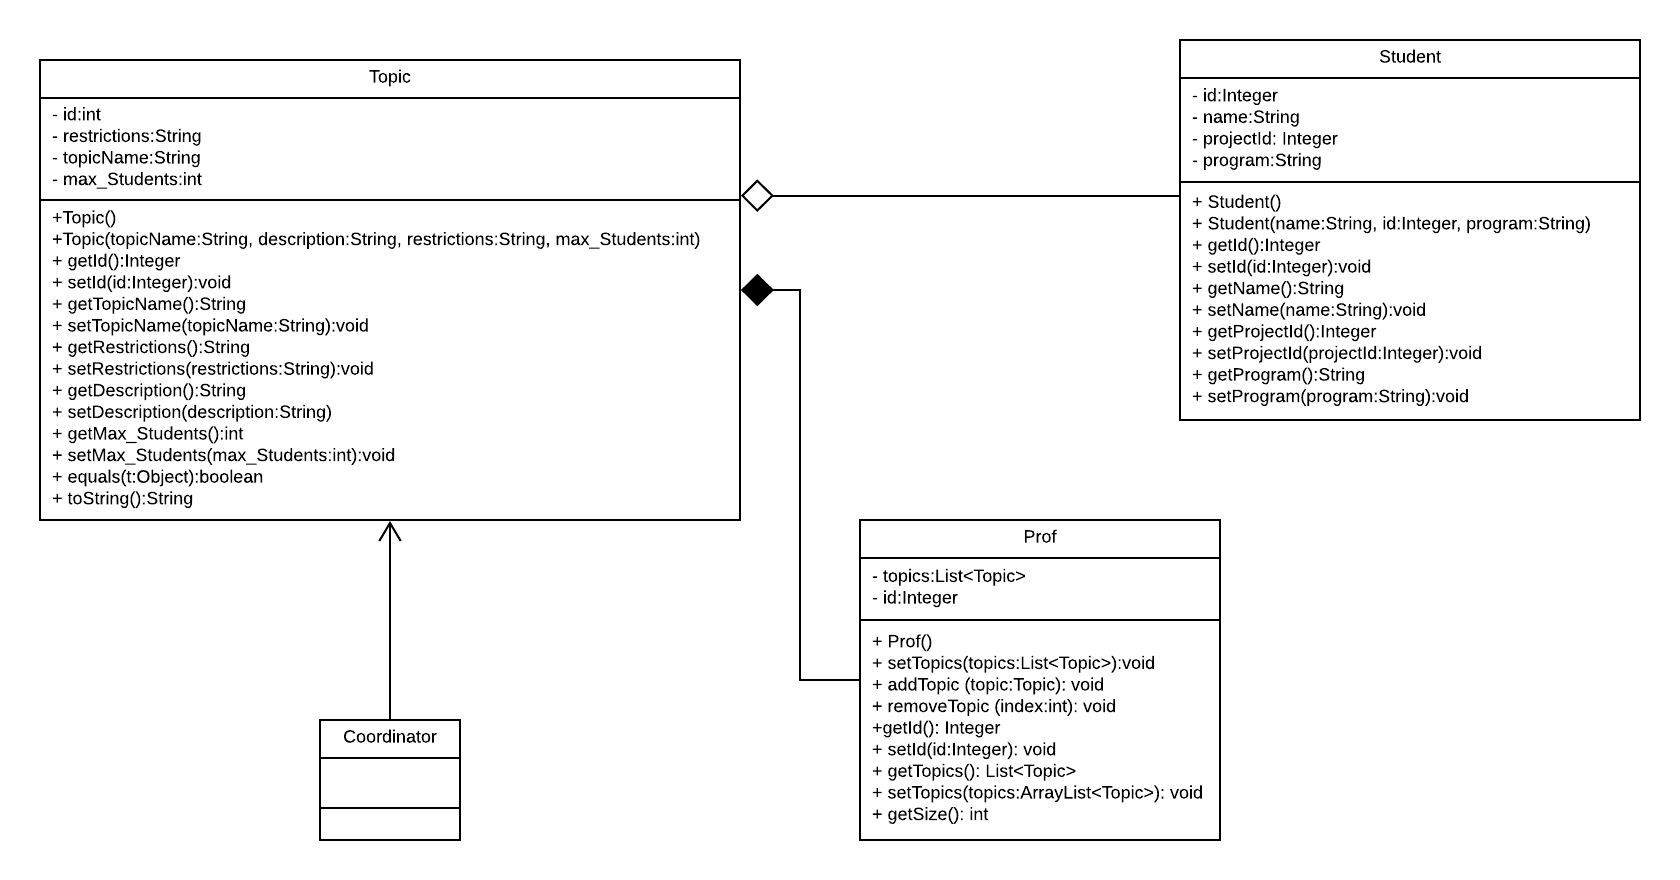 Topic
- id:int
- restrictions:String
- topicName:String
- max_Students:int
+Topic()
+Topic(topicName:String, description:String, restrictions:String, max_Students:int)
+ getId():Integer
+ setId(id:Integer):void
+ getTopicName():String
+ setTopicName(topicName:String):void
+ getRestrictions():String
+ setRestrictions(restrictions:String):void
+ getDescription():String
+ setDescription(description:String)
+ getMax_Students():int
+ setMax_Students(max_Students:int):void
+ equals(t:Object):boolean
+ toString():String
Student
- id:Integer
- name:String
- projectId: Integer
- program:String
+ Student()
+ Student(name:String, id:Integer, program:String)
+ getId():Integer
+ setId(id:Integer):void
+ getName():String
+ setName(name:String):void
+ getProjectId():Integer
+ setProjectId(projectId:Integer):void
+ getProgram():String
+ setProgram(program:String):void
Prof
- topics:List<Topic>
- id:Integer
+ Prof()
+ setTopics(topics:List<Topic>):void
+ addTopic (topic:Topic): void
+ removeTopic (index:int): void
+getId(): Integer
+ setId(id:Integer): void
+ getTopics(): List<Topic>
+ setTopics(topics:ArrayList<Topic>): void
+ getSize(): int
Coordinator